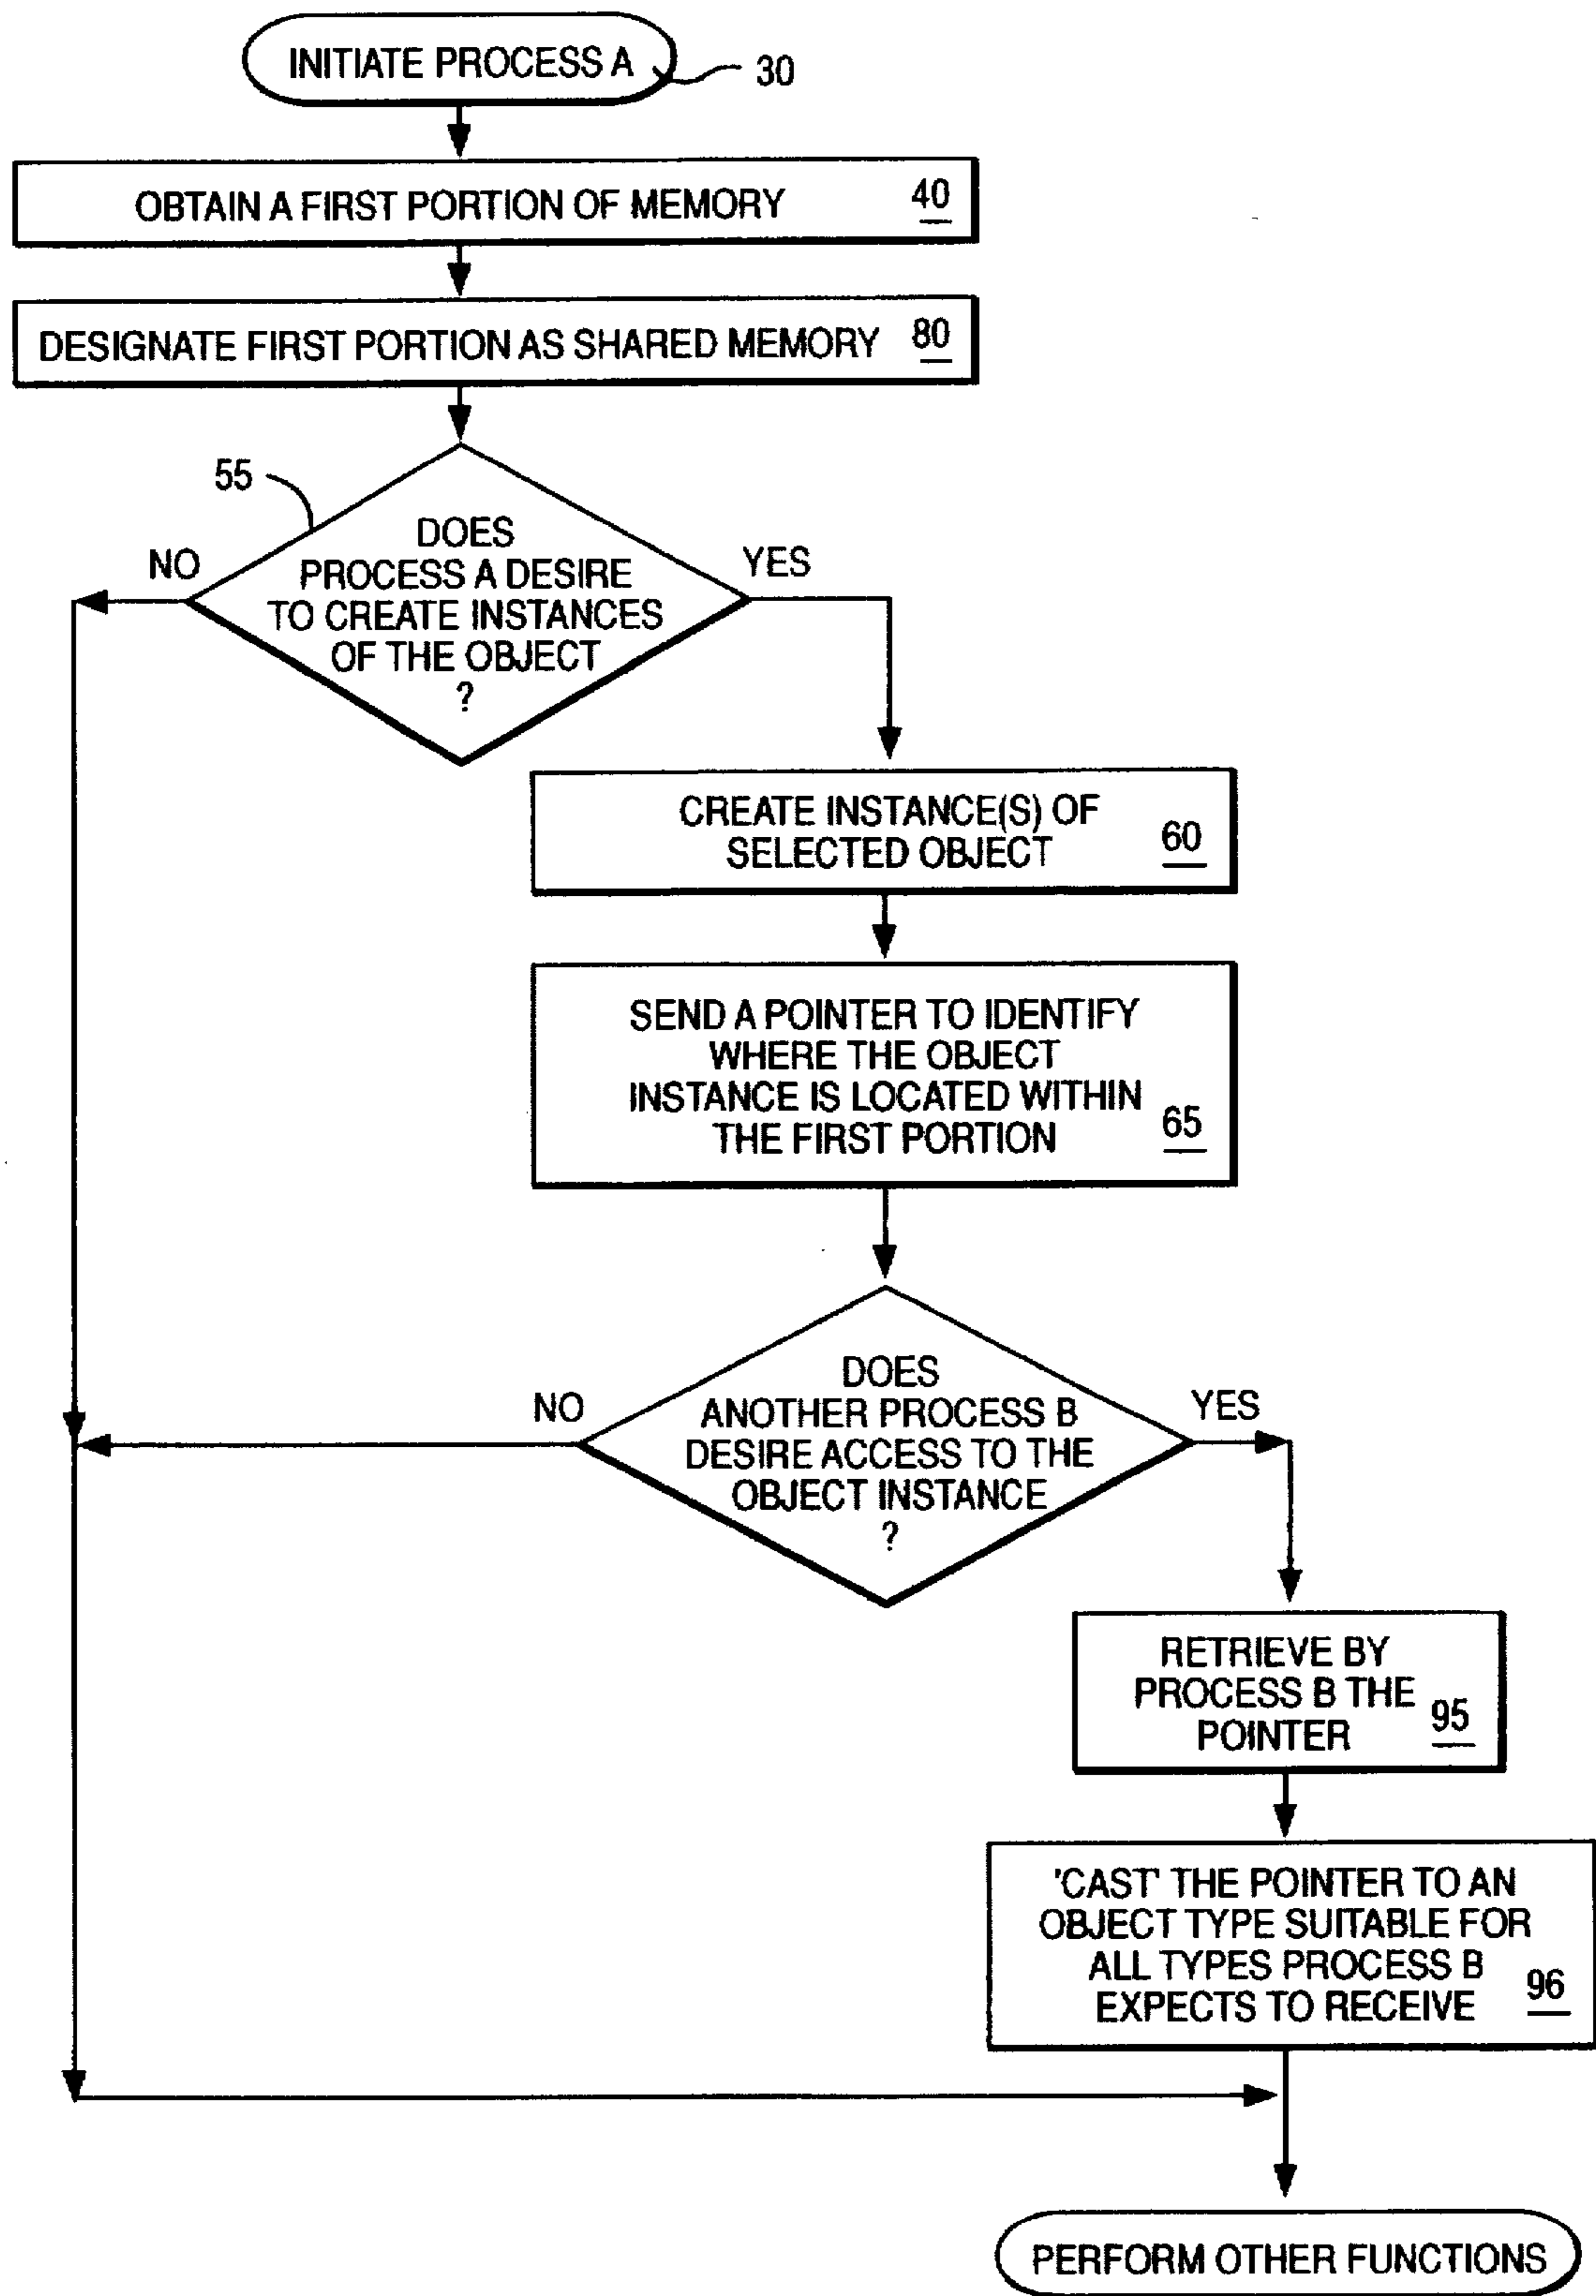 INITIATE PROCESS A
30
OBTAIN A FIRST PORTION OF MEMORY 40
DESIGNATE FIRST PORTION AS SHARED MEMORY 80
55
NO
YES
DOES
PROCESS A DESIRE
TO CREATE INSTANCES
OF THE OBJECT
?
CREATE INSTANCE(S) OF
SELECTED OBJECT
60
SEND A POINTER TO IDENTIFY
WHERE THE OBJECT
INSTANCE IS LOCATED WITHIN
THE FIRST PORTION
65
NO
YES
DOES
ANOTHER PROCESS B
DESIRE ACCESS TO THE
OBJECT INSTANCE
?
RETRIEVE BY
PROCESS B THE
POINTER
95
'CAST' THE POINTER TO AN
OBJECT TYPE SUITABLE FOR
ALL TYPES PROCESS B
EXPECTS TO RECEIVE
96
PERFORM OTHER FUNCTIONS